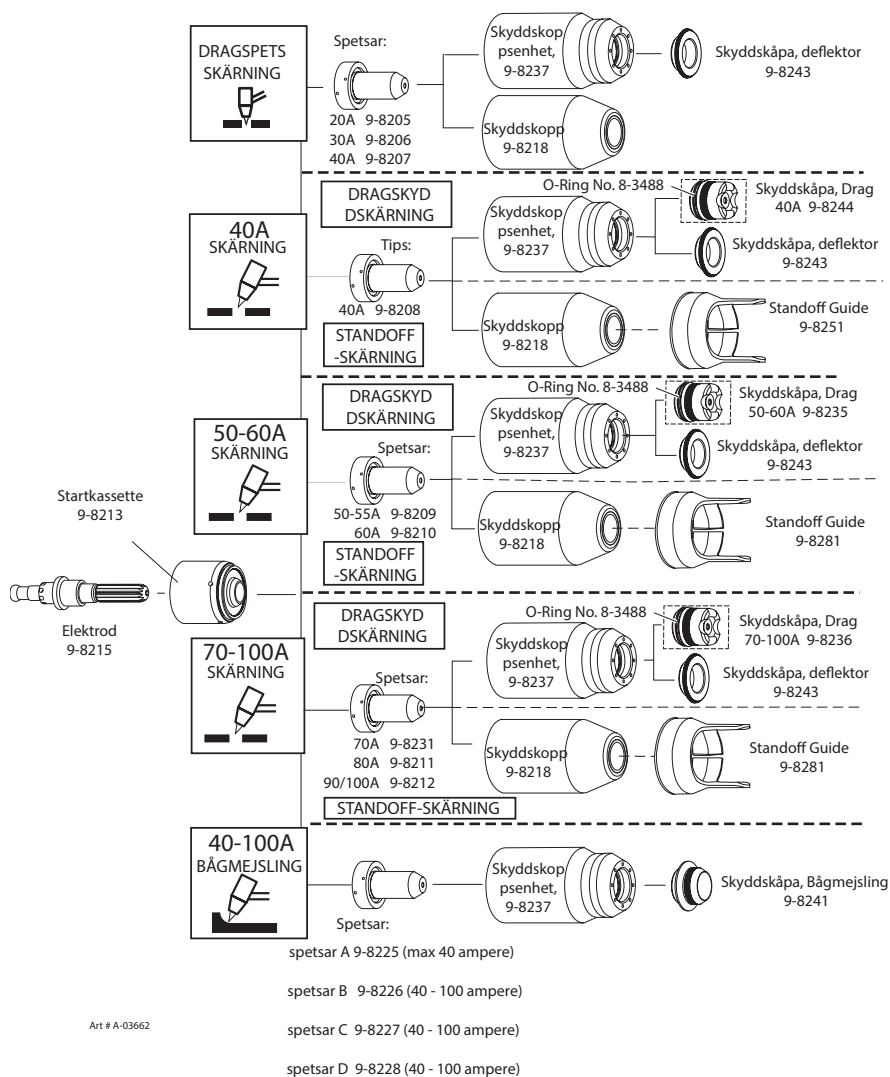 DRAGSPETS
SKÄRNING
Spetsar:
20A 9-8205
30A 9-8206
40A 9-8207
Skyddskop
psenhet,
9-8237
Skyddskåpa, deflektor
9-8243
Skyddskopp
9-8218
40A
SKÄRNING
DRAGSKYD
DSKÄRNING
Tips:
40A 9-8208
STANDOFF
-SKÄRNING
O-Ring No. 8-3488
Skyddskop
psenhet,
9-8237
Skyddskåpa, Drag
40A 9-8244
Skyddskåpa, deflektor
9-8243
Skyddskopp
9-8218
Standoff Guide
9-8251
50-60A
SKÄRNING
DRAGSKYD
DSKÄRNING
Spetsar:
50-55A 9-8209
60A 9-8210
STANDOFF
-SKÄRNING
O-Ring No. 8-3488
Skyddskop
psenhet,
9-8237
Skyddskåpa, Drag
50-60A 9-8235
Skyddskåpa, deflektor
9-8243
Skyddskopp
9-8218
Standoff Guide
9-8281
Startkassette
9-8213
Elektrod
9-8215
70-100A
SKÄRNING
DRAGSKYD
DSKÄRNING
Spetsar:
70A 9-8231
80A 9-8211
90/100A 9-8212
STANDOFF-SKÄRNING
O-Ring No. 8-3488
Skyddskop
psenhet,
9-8237
Skyddskåpa, Drag
70-100A 9-8236
Skyddskåpa, deflektor
9-8243
Skyddskopp
9-8218
Standoff Guide
9-8281
40-100A
BÅGMEJSLING
Spetsar:
Skyddskop
psenhet,
9-8237
Skyddskåpa, Bågmejsling
9-8241
spetsar A 9-8225 (max 40 ampere)
spetsar B 9-8226 (40 - 100 ampere)
spetsar C 9-8227 (40 - 100 ampere)
spetsar D 9-8228 (40 - 100 ampere)
Art # A-03662